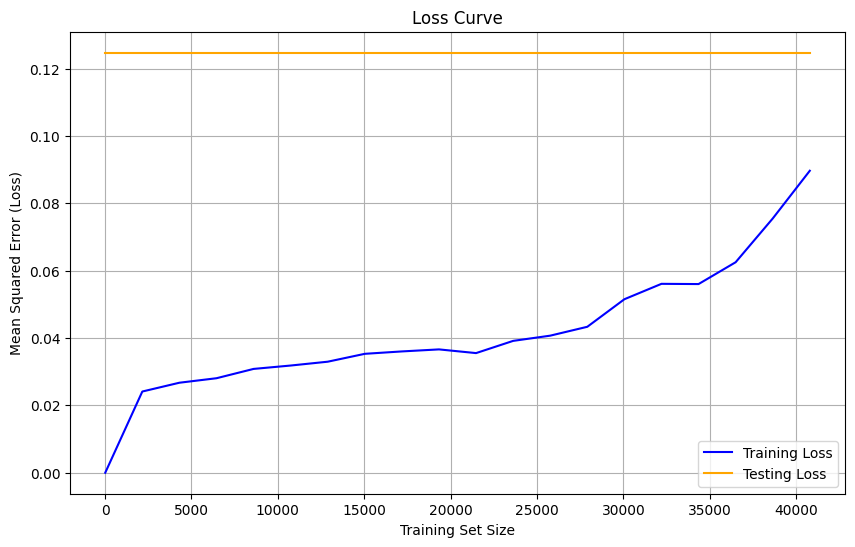 Loss Curve
Mean Squared Error (Loss)
0.12
0.10
0.08
0.06
0.04
0.02
0.00
0 5000 10000 15000 20000 25000 30000 35000 40000
Training Set Size
Training Loss
Testing Loss